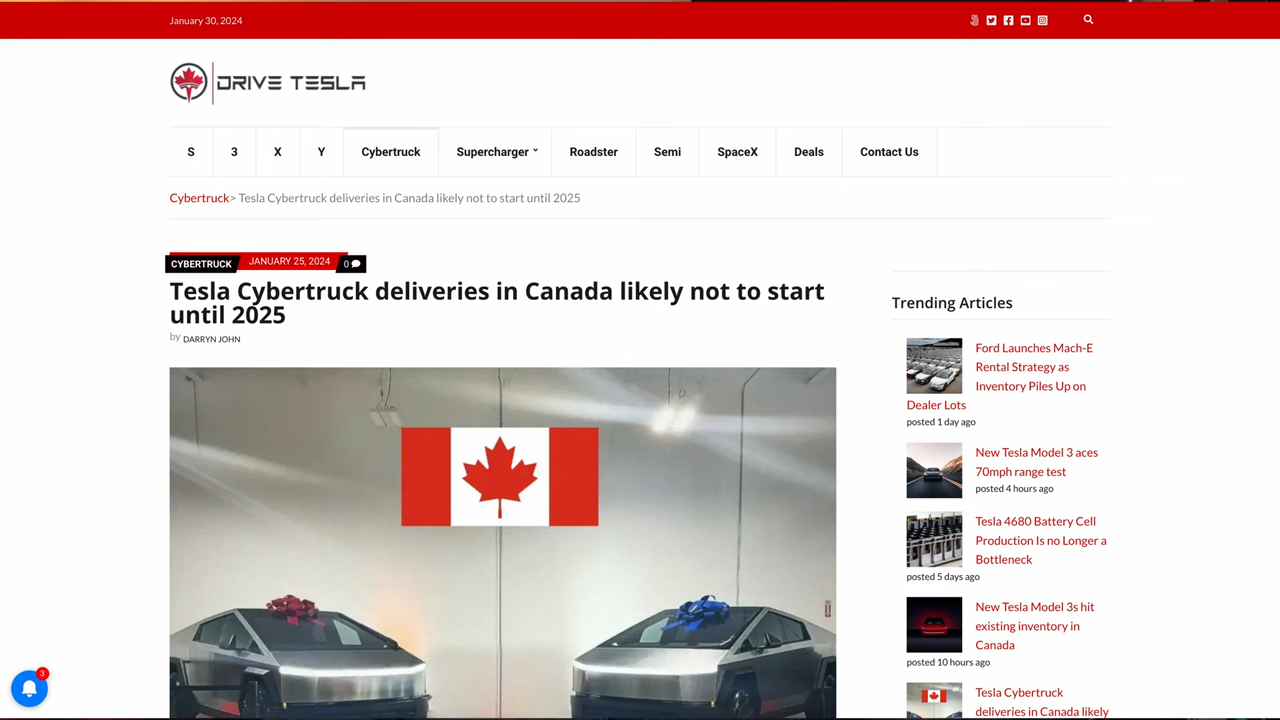 January 30, 2024
DRIVE TESLA
S 3 X Y Cybertruck Supercharger Roadster Semi SpaceX Deals Contact Us
Cybertruck> Tesla Cybertruck deliveries in Canada likely not to start until 2025
CYBERTRUCK JANUARY 25, 2024 0
Tesla Cybertruck deliveries in Canada likely not to start
until 2025
by DARRYN JOHN
Trending Articles
Ford Launches Mach-E
Rental Strategy as
Inventory Piles Up on
Dealer Lots
posted 1 day ago
New Tesla Model 3 aces
70mph range test
posted 4 hours ago
Tesla 4680 Battery Cell
Production Is no Longer a
Bottleneck
posted 5 days ago
New Tesla Model 3s hit
existing inventory in
Canada
posted 10 hours ago
Tesla Cybertruck
deliveries in Canada likely
3